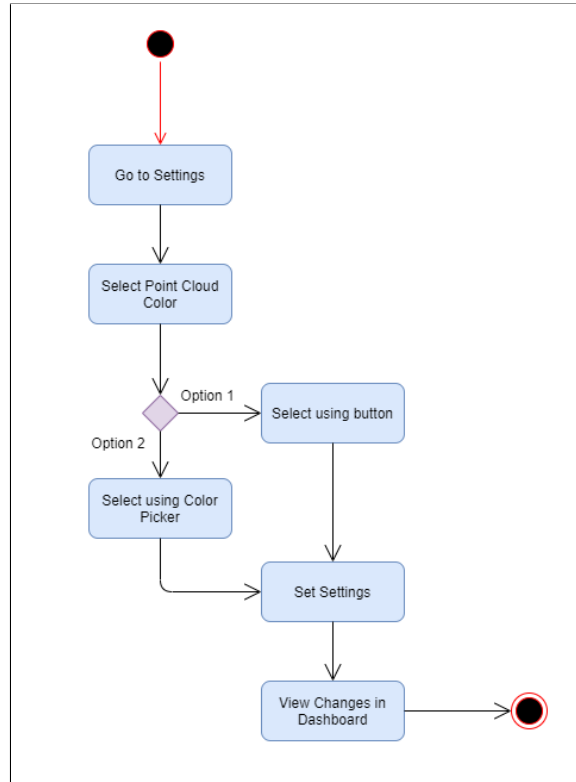 Go to Settings
Select Point Cloud
Color
Option 1
Select using button
Option 2
Select using Color
Picker
Set Settings
View Changes in
Dashboard